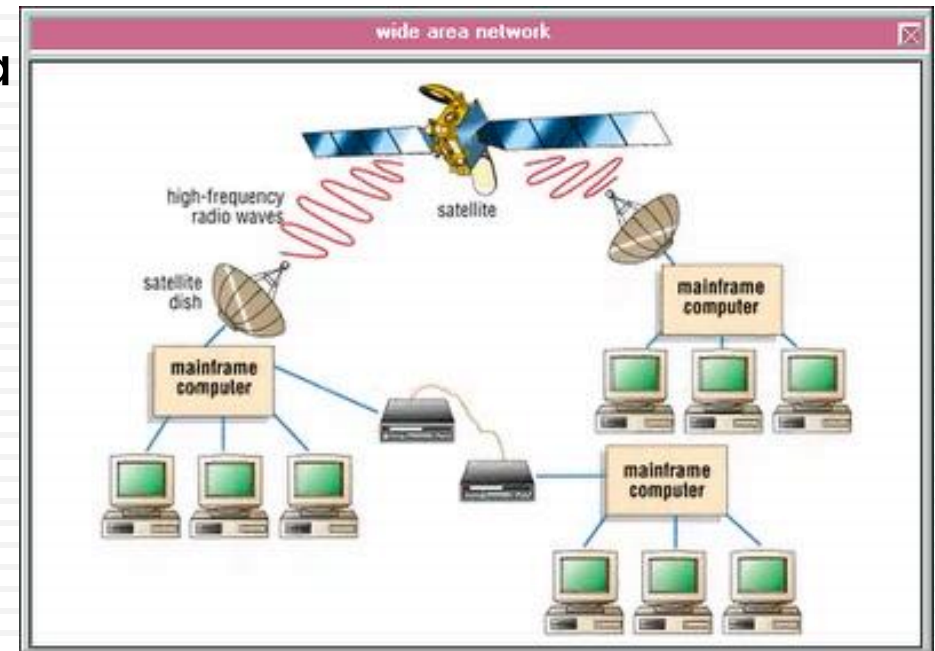 wide area network
a
high-frequency
radio waves
satellite
satellite
dish
mainframe
computer
mainframe
computer
mainframe
computer